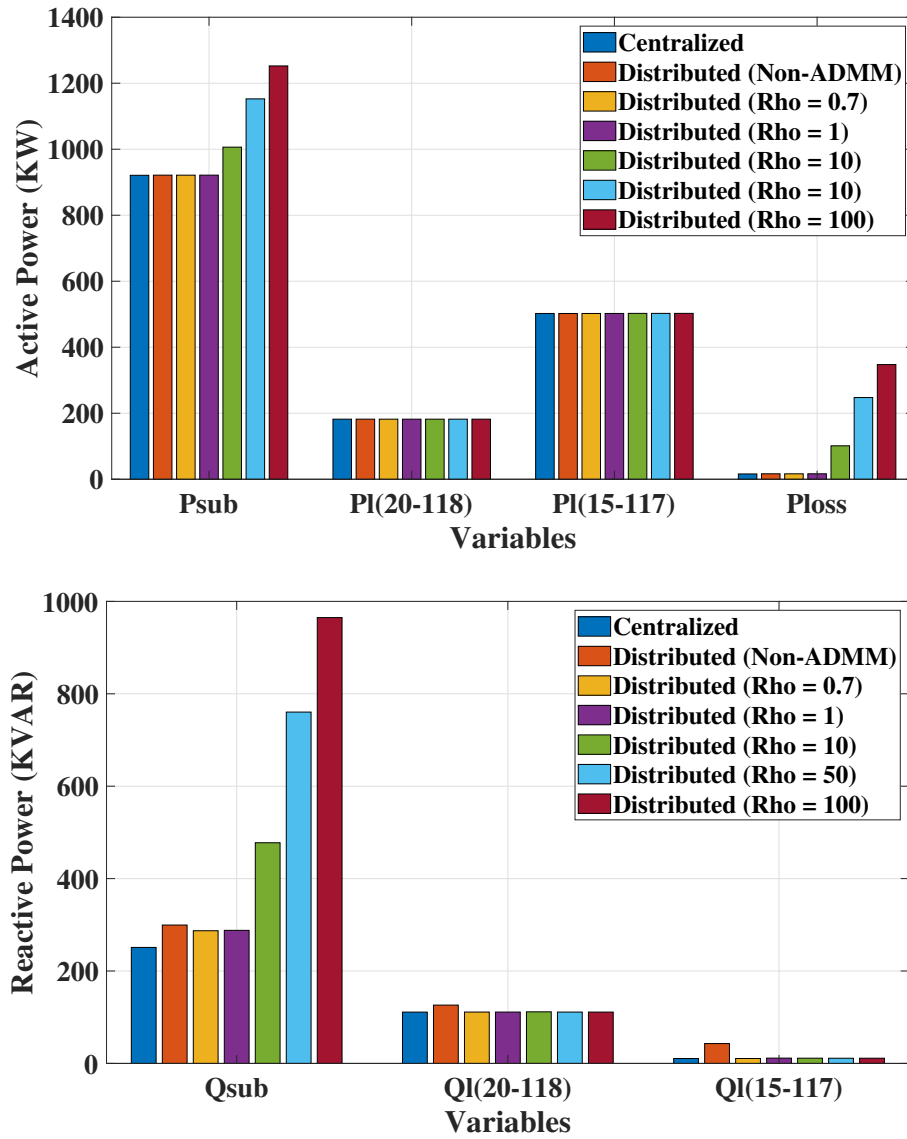 1400
1200
1000
800
600
400
200
0
Active Power (KW)
Centralized
Distributed (Non-ADMM)
Distributed (Rho = 0.7)
Distributed (Rho = 1)
Distributed (Rho = 10)
Distributed (Rho = 10)
Distributed (Rho = 100)
Psub Pl(20-118) Pl(15-117) Ploss
Variables
1000
800
600
400
200
0
Reactive Power (KVAR)
Centralized
Distributed (Non-ADMM)
Distributed (Rho = 0.7)
Distributed (Rho = 1)
Distributed (Rho = 10)
Distributed (Rho = 50)
Distributed (Rho = 100)
Qsub Ql(20-118) Ql(15-117)
Variables